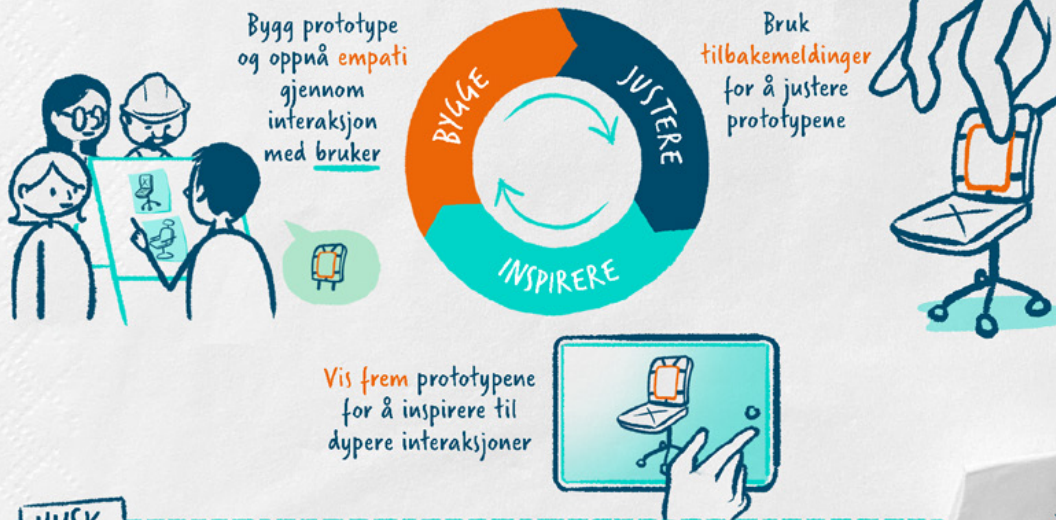 Bygg prototype
og oppnå empati
gjennom
interaksjon
med bruker
BYGGE
JUSTERE
INSPIRERE
Bruk
tilbakemeldinger
for å justere
prototypene
Vis frem prototypene
for å inspirere til
dypere interaksjoner